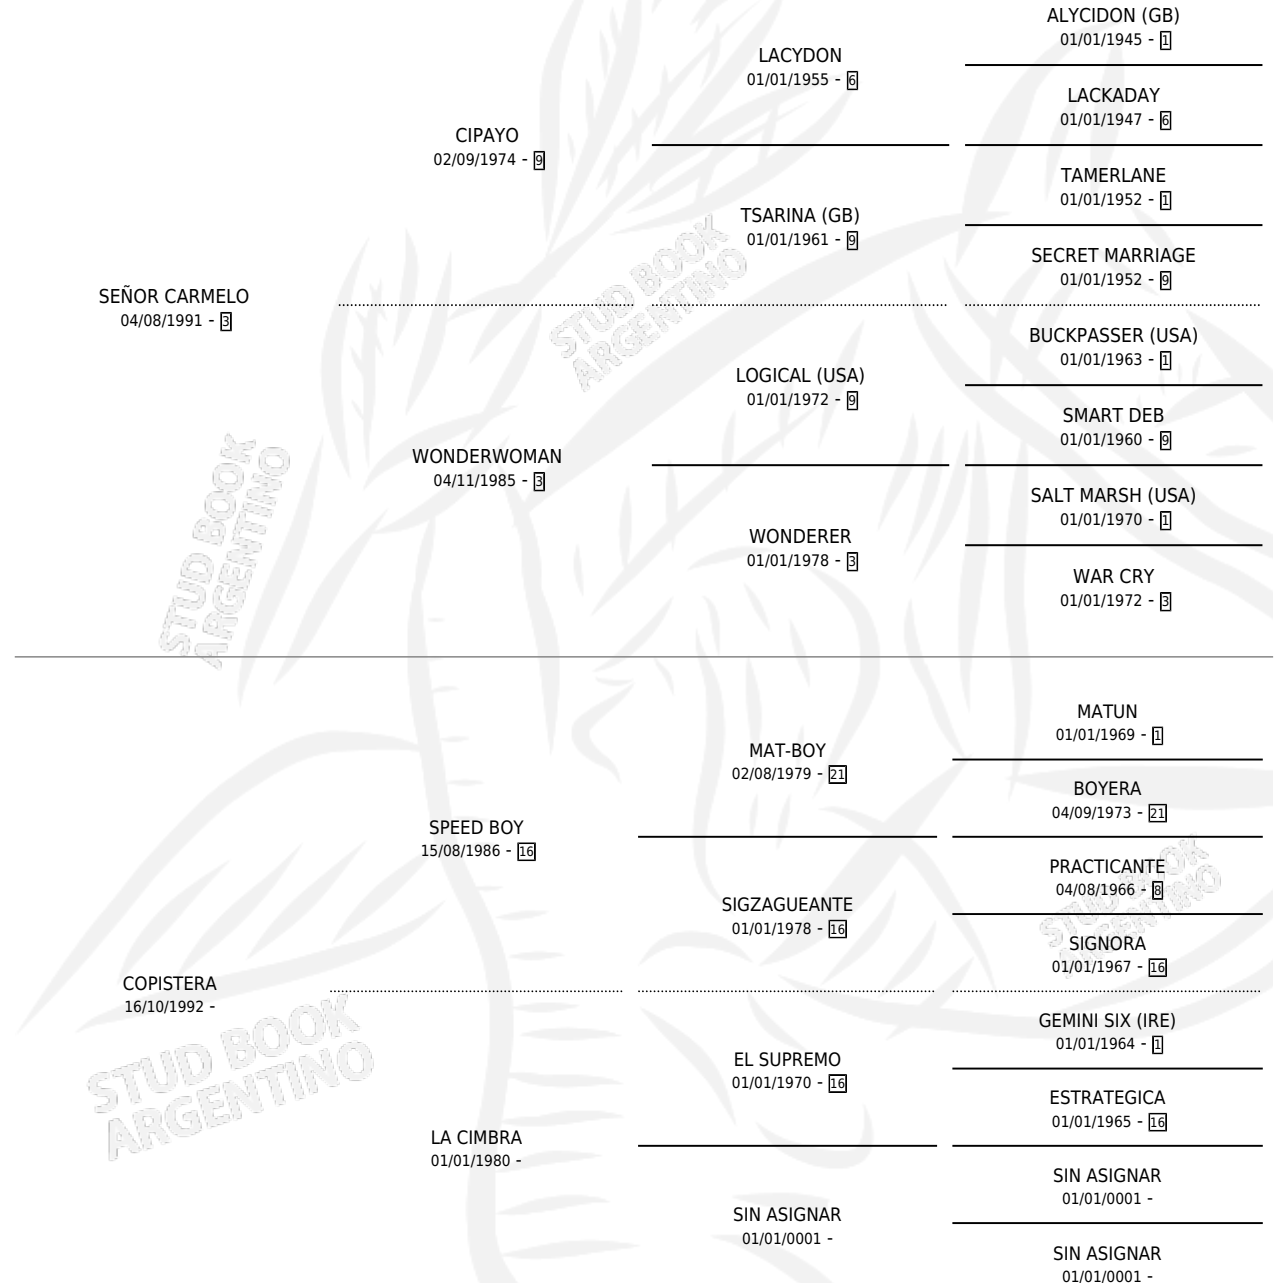 ALYCIDON (GB)
01/01/1945 - 1
LACYDON
01/01/1955 - 6
LACKADAY
01/01/1947 - 6
CIPAYO
02/09/1974 - 9
TAMERLANE
01/01/1952 - 1
TSARINA (GB)
01/01/1961 - 9
SECRET MARRIAGE
01/01/1952 - 9
SEÑOR CARMELO
04/08/1991 - 3
BUCKPASSER (USA)
01/01/1963 - 1
LOGICAL (USA)
01/01/1972 - 9
SMART DEB
01/01/1960 - 9
WONDERWOMAN
04/11/1985 - 3
SALT MARSH (USA)
01/01/1970 - 1
WONDERER
01/01/1978 - 3
WAR CRY
01/01/1972 - 3
MATUN
01/01/1969 - 1
MAT-BOY
02/08/1979 - 21
BOYERA
04/09/1973 - 21
SPEED BOY
15/08/1986 - 16
PRACTICANTE
04/08/1966 - 8
SIGZAGUEANTE
01/01/1978 - 16
SIGNORA
01/01/1967 - 16
COPISTERA
16/10/1992 -
GEMINI SIX (IRE)
01/01/1964 - 1
EL SUPREMO
01/01/1970 - 16
ESTRATEGICA
01/01/1965 - 16
LA CIMBRA
01/01/1980 -
SIN ASIGNAR
01/01/0001 -
SIN ASIGNAR
01/01/0001 -
SIN ASIGNAR
01/01/0001 -
STUD BOOK
ARGENTINO
STUD BOOK
ARGENTINO
STUD BOOK
ARGENTINO
STUD BOOK
ARGENTINO